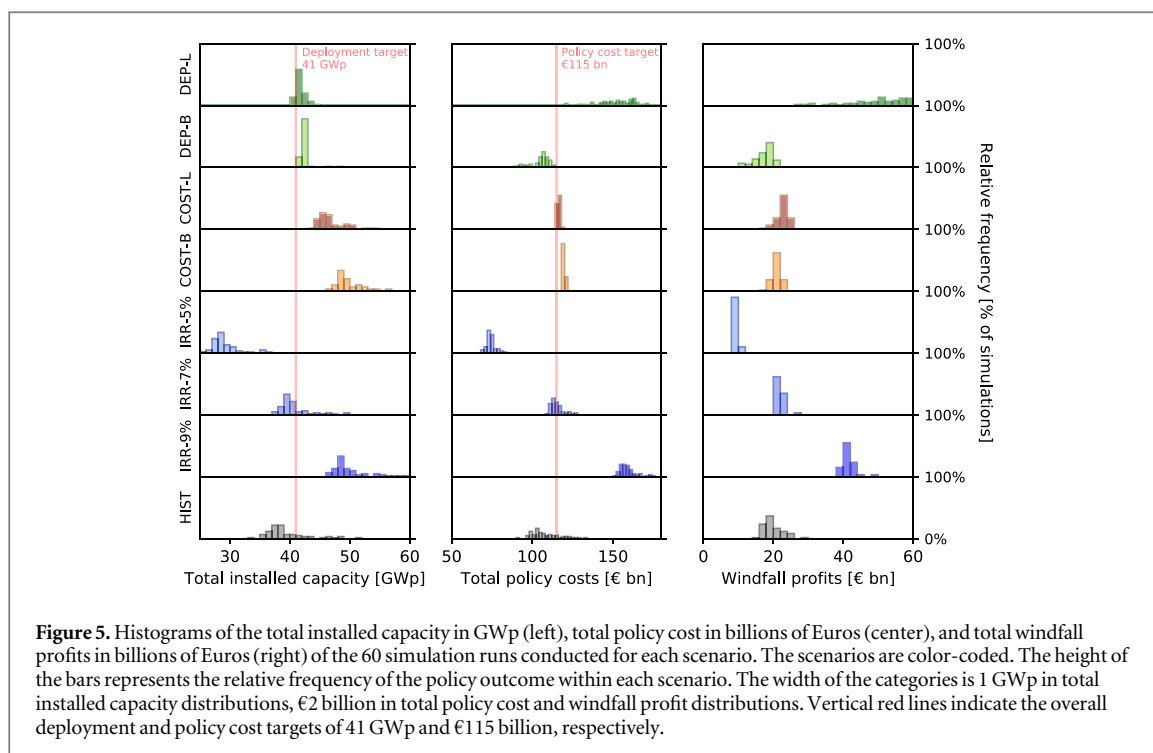 Deployment target
41 GWp
Policy cost target
€115 bn
100%
DEP-L
100%
DEP-B
100%
COST-L
100%
COST-B
100%
IRR-5%
100%
IRR-7%
100%
IRR-9%
100%
HIST
0%
Relative frequency [% of simulations]
30 40 50 60
50 100 150
0 20 40 60
Total installed capacity [GWp]
Total policy costs [€ bn]
Windfall profits [€ bn]
Figure 5. Histograms of the total installed capacity in GWp (left), total policy cost in billions of Euros (center), and total windfall
profits in billions of Euros (right) of the 60 simulation runs conducted for each scenario. The scenarios are color-coded. The height of
the bars represents the relative frequency of the policy outcome within each scenario. The width of the categories is 1 GWp in total
installed capacity distributions, €2 billion in total policy cost and windfall profit distributions. Vertical red lines indicate the overall
deployment and policy cost targets of 41 GWp and €115 billion, respectively.